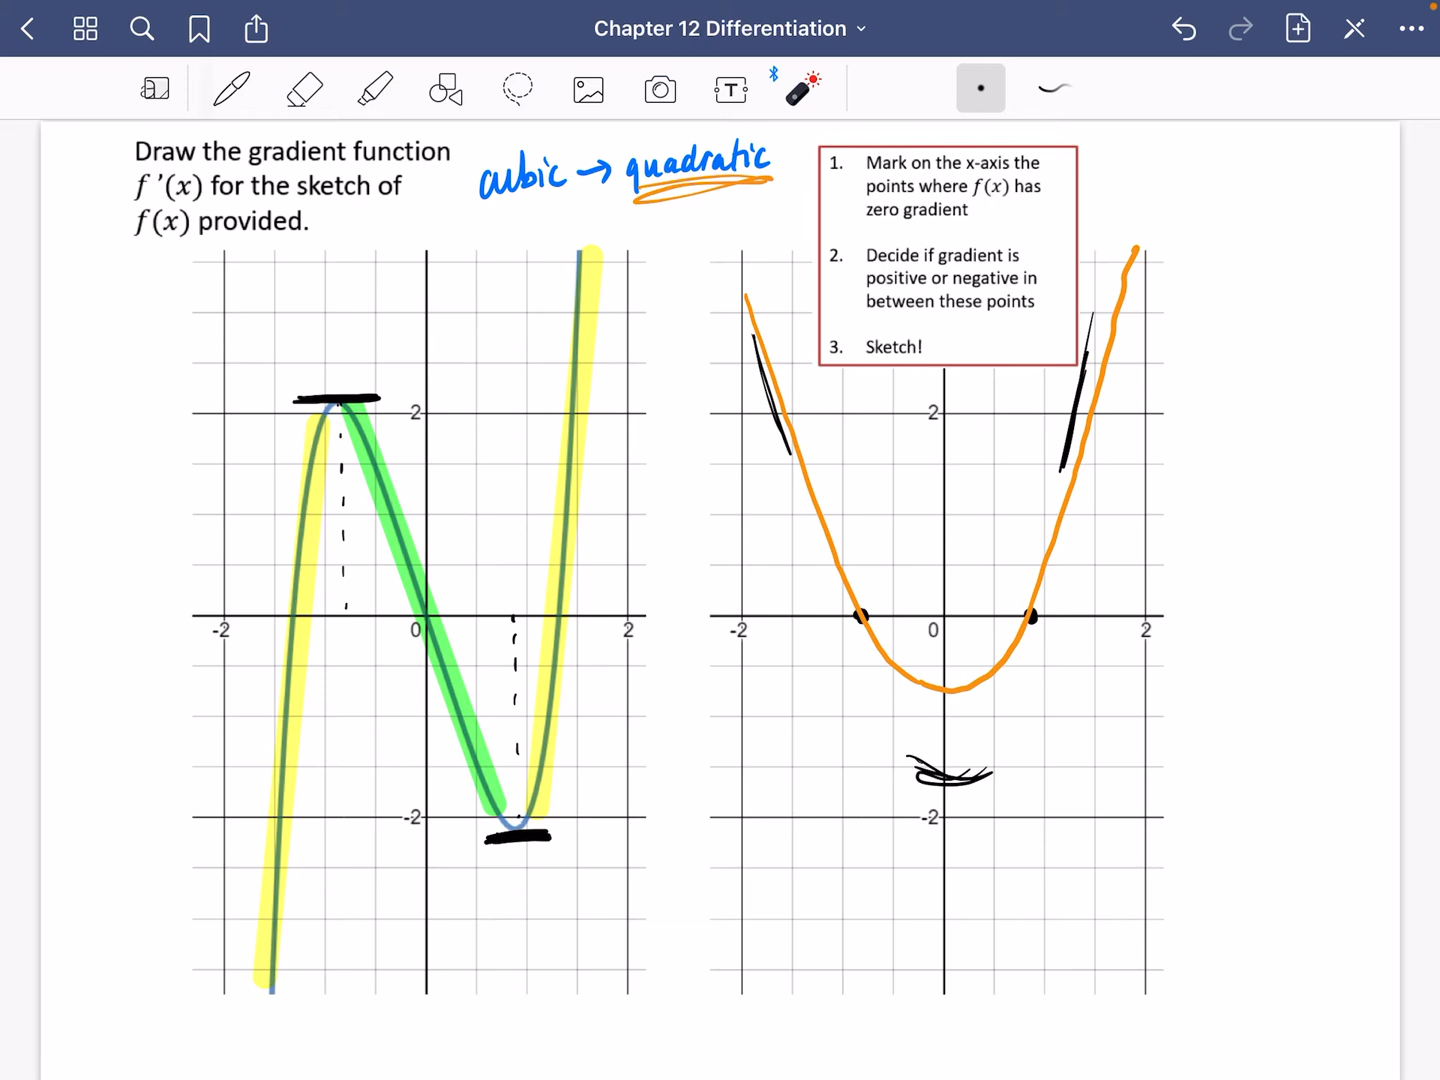 Chapter 12 Differentiation
T
Draw the gradient function
f '(x) for the sketch of
f(x) provided.
cubic → quadratic
1. Mark on the x-axis the
points where f(x) has
zero gradient
2. Decide if gradient is
positive or negative in
between these points
3. Sketch!
2
2
-2
0
2
-2
0
2
-2
-2